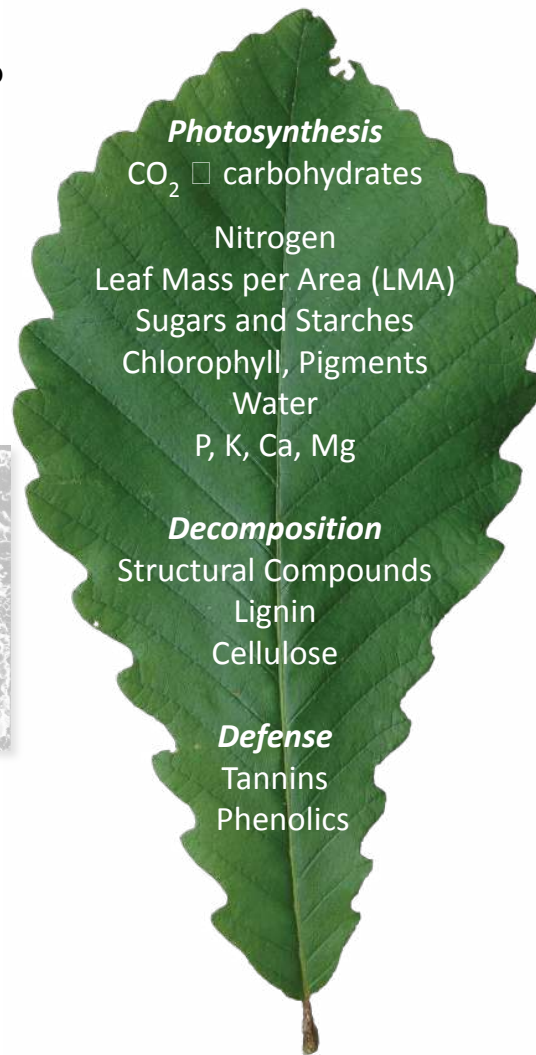 Photosynthesis
CO₂ □ carbohydrates
Nitrogen
Leaf Mass per Area (LMA)
Sugars and Starches
Chlorophyll, Pigments
Water
P, K, Ca, Mg
Decomposition
Structural Compounds
Lignin
Cellulose
Defense
Tannins
Phenolics